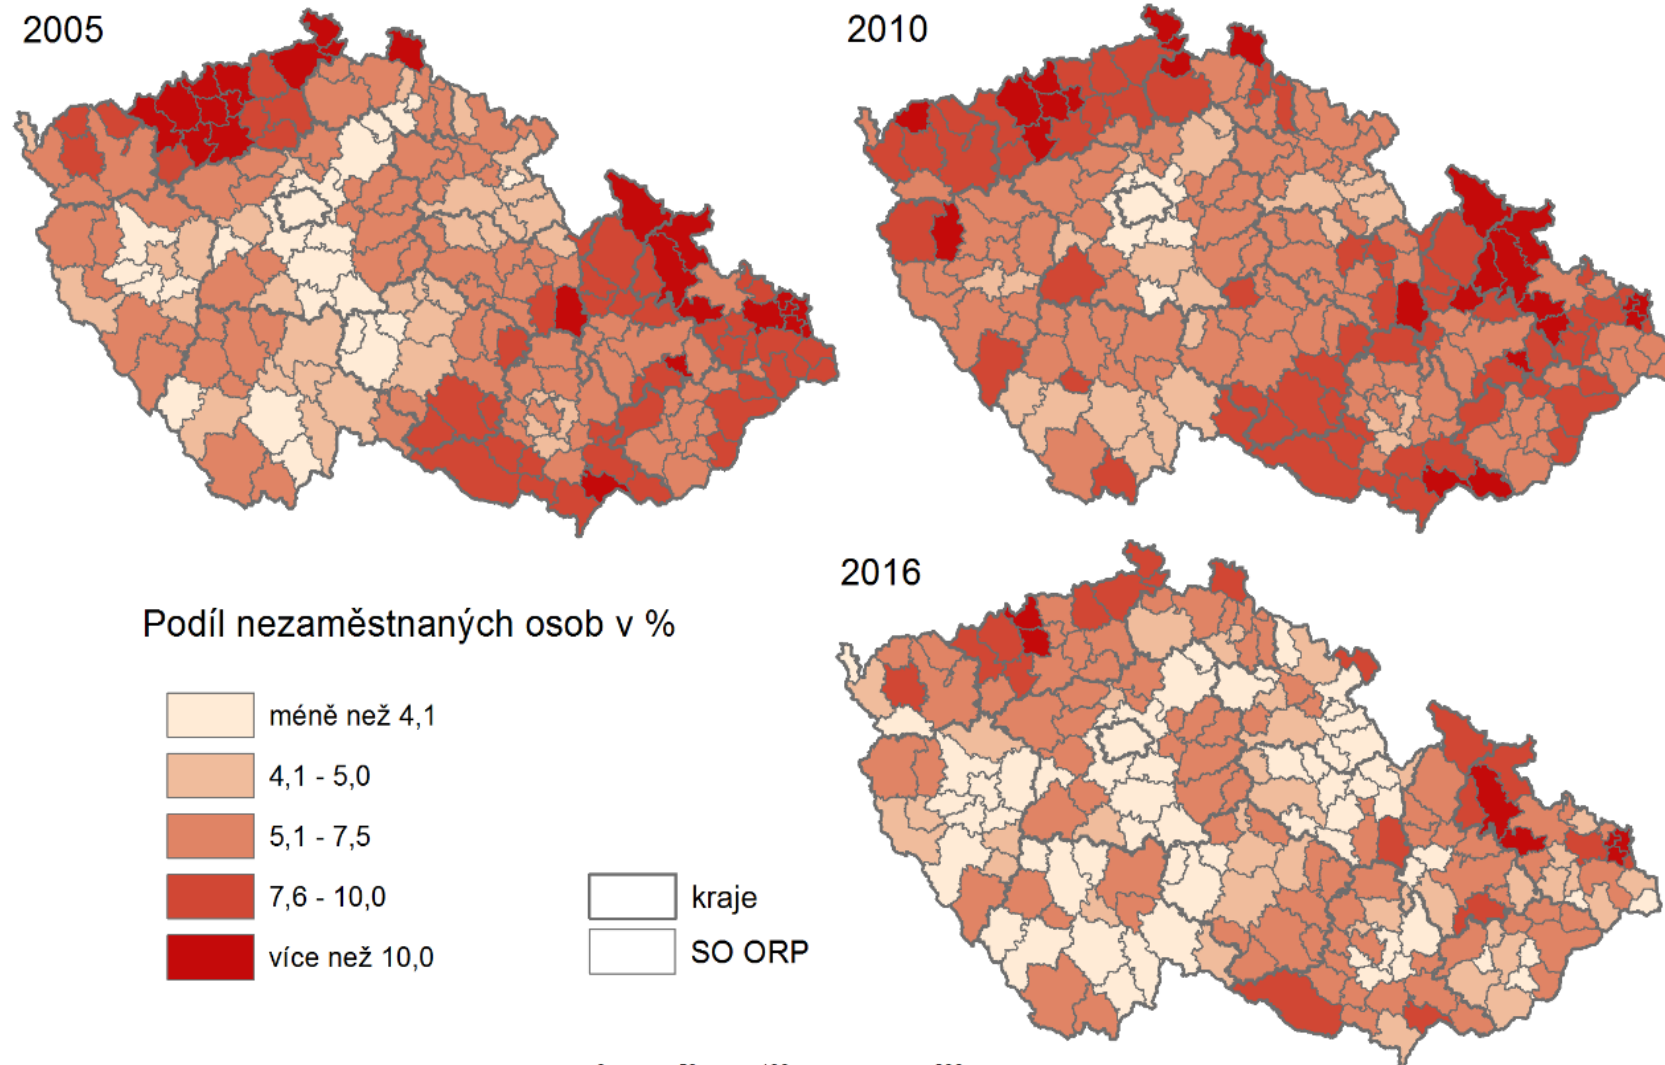 2005
2010
2016
Podíl nezaměstnaných osob v %
méně než 4,1
4,1 - 5,0
5,1 - 7,5
7,6 - 10,0
více než 10,0
kraje
SO ORP